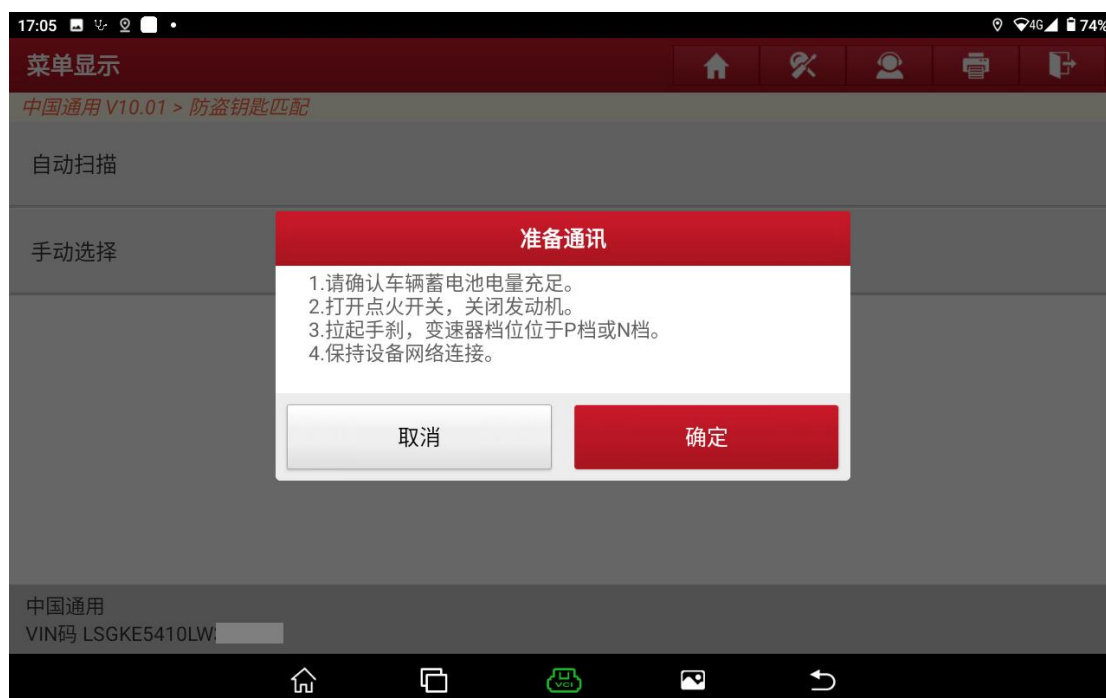 17:05
4G 74%
菜单显示
中国通用 V10.01 > 防盗钥匙匹配
自动扫描
手动选择
准备通讯
1.请确认车辆蓄电池电量充足。
2.打开点火开关，关闭发动机。
3.拉起手刹，变速器档位位于P档或N档。
4.保持设备网络连接。
取消
确定
中国通用
VIN码 LSGKE5410LW
VCI